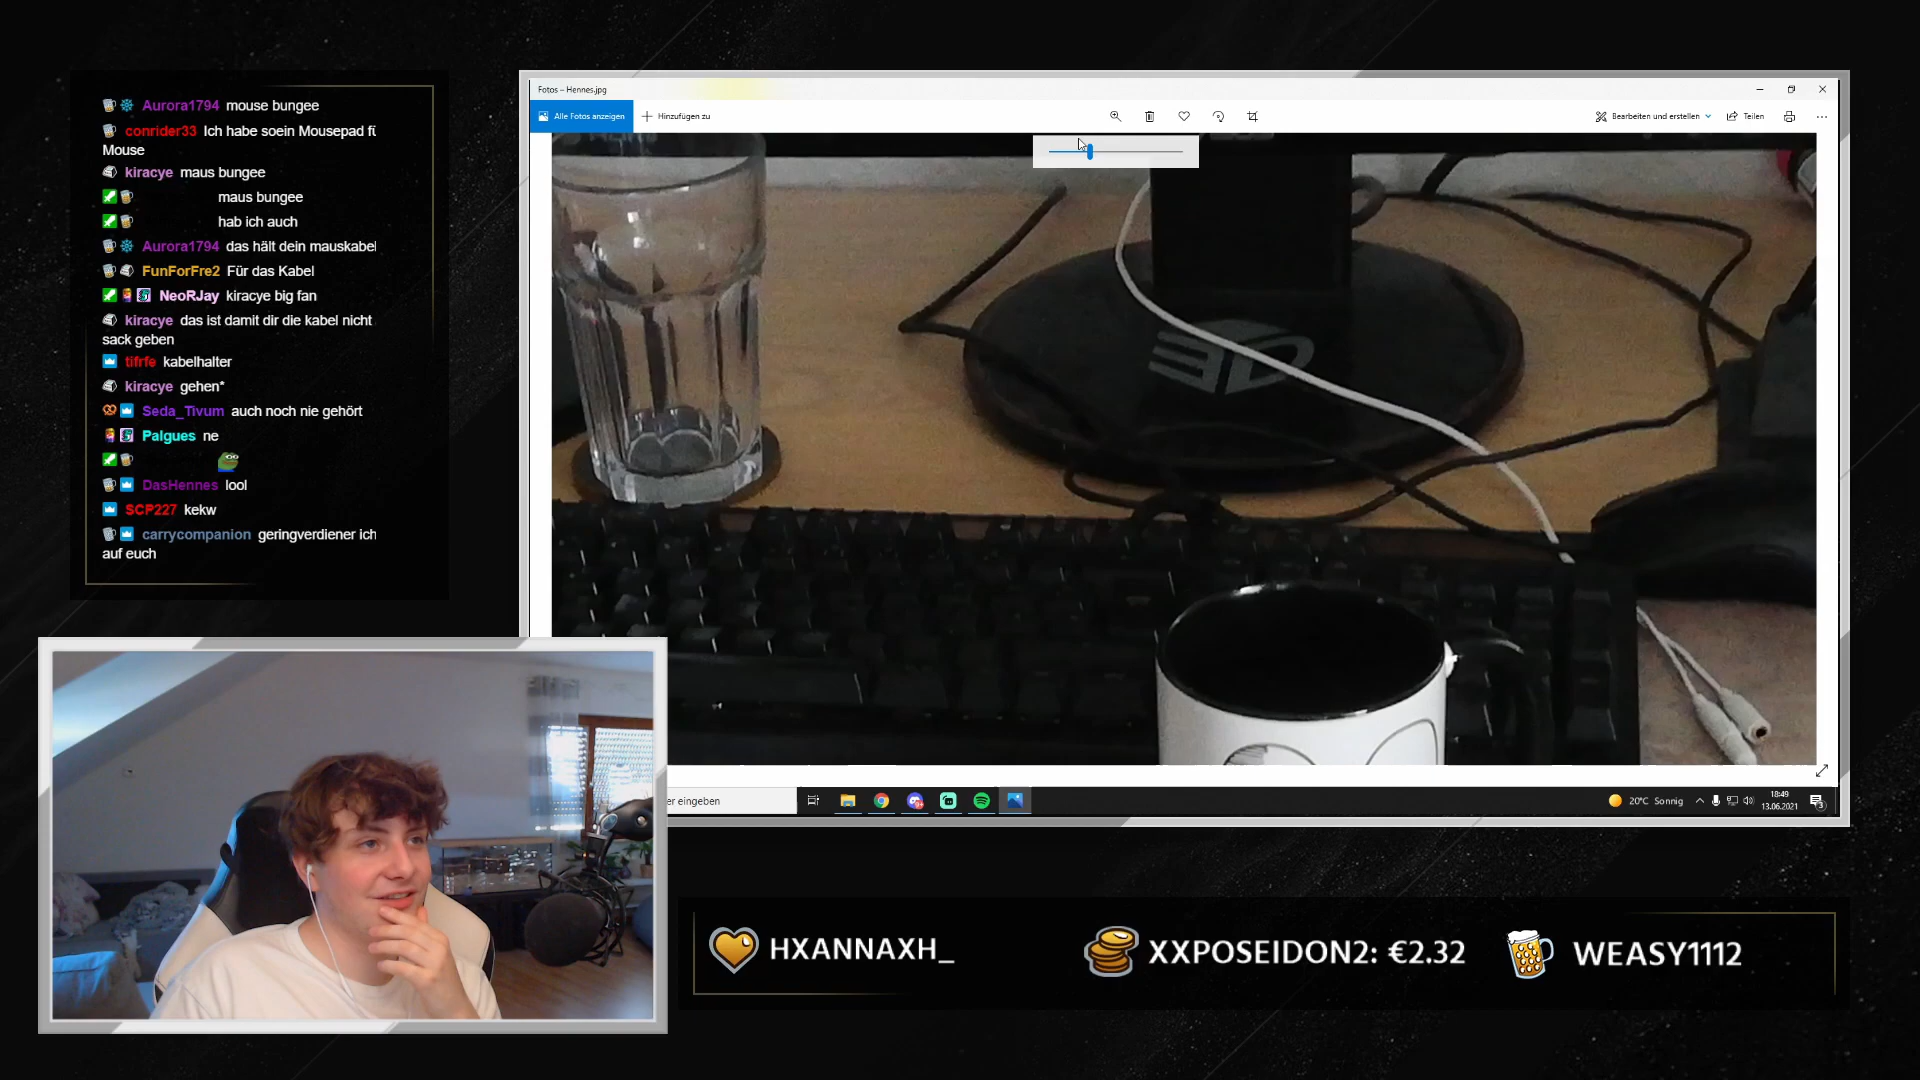 Aurora1794 mouse bungee
conrider33 Ich habe soein Mousepad fü
Mouse
kiracye maus bungee
maus bungee
hab ich auch
Aurora1794 das hält dein mauskabel
FunForFre2 Für das Kabel
NeoRJay kiracye big fan
kiracye das ist damit dir die kabel nicht
sack geben
tifrfe kabelhalter
kiracye gehen*
Seda_Tivum auch noch nie gehört
Palgues ne
DasHennes lool
SCP227 kekw
carrycompanion geringverdiener ich
auf euch
Fotos – Hennes.jpg
Alle Fotos anzeigen
Hinzufügen zu
Bearbeiten und erstellen
Teilen
er eingeben
20°C Sonnig
18:49
13.06.2021
3
HXANNAXH_
XXPOSEIDON2: €2.32
WEASY1112